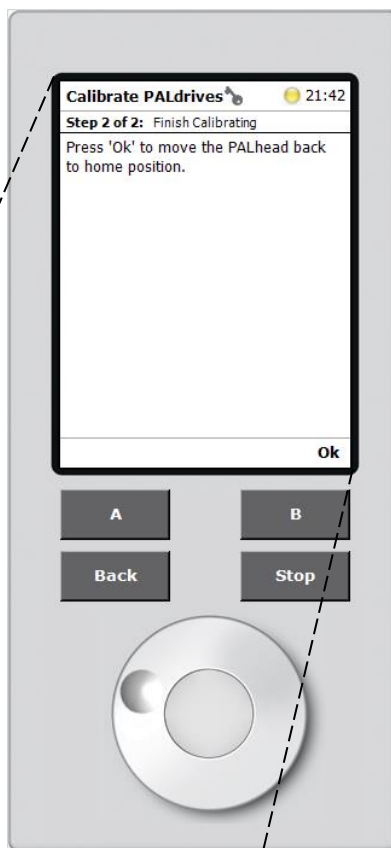 Calibrate PALdrives 21:42
Step 2 of 2: Finish Calibrating
Press 'Ok' to move the PALhead back
to home position.
Ok
A B
Back Stop